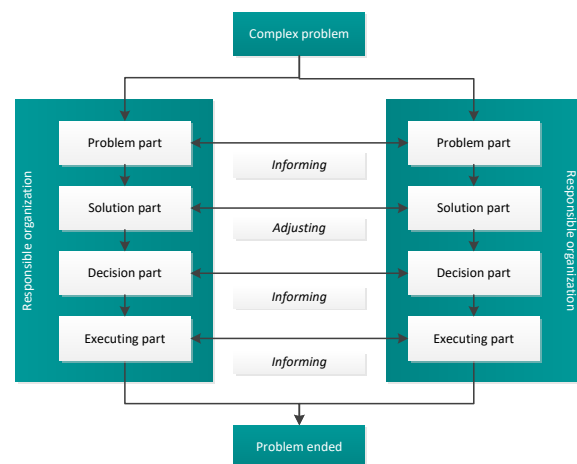 Complex problem
Responsible organization
Problem part
Informing
Problem part
Solution part
Adjusting
Solution part
Decision part
Informing
Decision part
Executing part
Informing
Executing part
Responsible organization
Problem ended